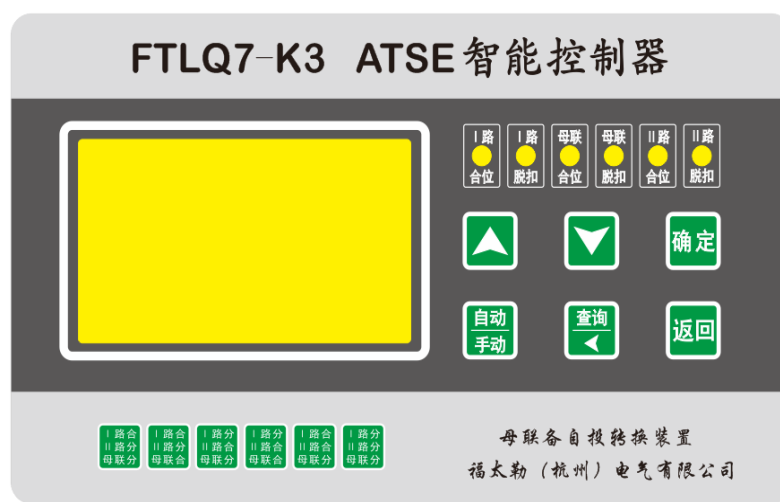 FTLQ7-K3 ATSE智能控制器
I路 I路 母联 母联 II路 II路
合位 脱扣 合位 脱扣 合位 脱扣
确定
自动 查询
手动
返回
I路合 I路合 I路分 I路分 I路合 I路分
II路分 II路分 II路合 II路合 II路合 II路分
母联分 母联合 母联分 母联合 母联分 母联分
母联备自投转换装置
福太勒（杭州）电气有限公司